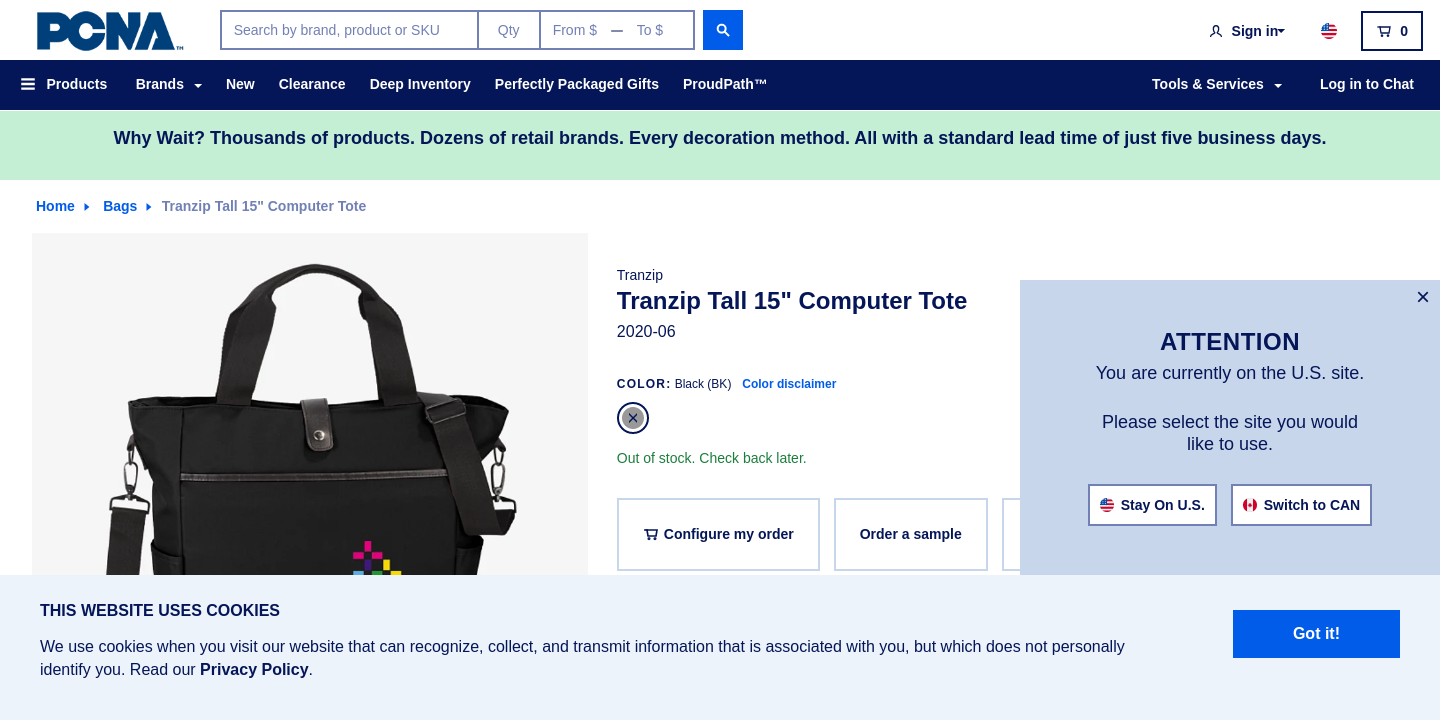 PCNA™
Search by brand, product or SKU
Qty
From $ — To $
Sign in
0
Products
Brands
New
Clearance
Deep Inventory
Perfectly Packaged Gifts
ProudPath™
Tools & Services
Log in to Chat
Why Wait? Thousands of products. Dozens of retail brands. Every decoration method. All with a standard lead time of just five business days.
Home
Bags
Tranzip Tall 15" Computer Tote
Tranzip
Tranzip Tall 15" Computer Tote
2020-06
COLOR: Black (BK) Color disclaimer
Out of stock. Check back later.
Configure my order
Order a sample
ATTENTION
You are currently on the U.S. site.
Please select the site you would
like to use.
Stay On U.S.
Switch to CAN
THIS WEBSITE USES COOKIES
We use cookies when you visit our website that can recognize, collect, and transmit information that is associated with you, but which does not personally
identify you. Read our Privacy Policy.
Got it!